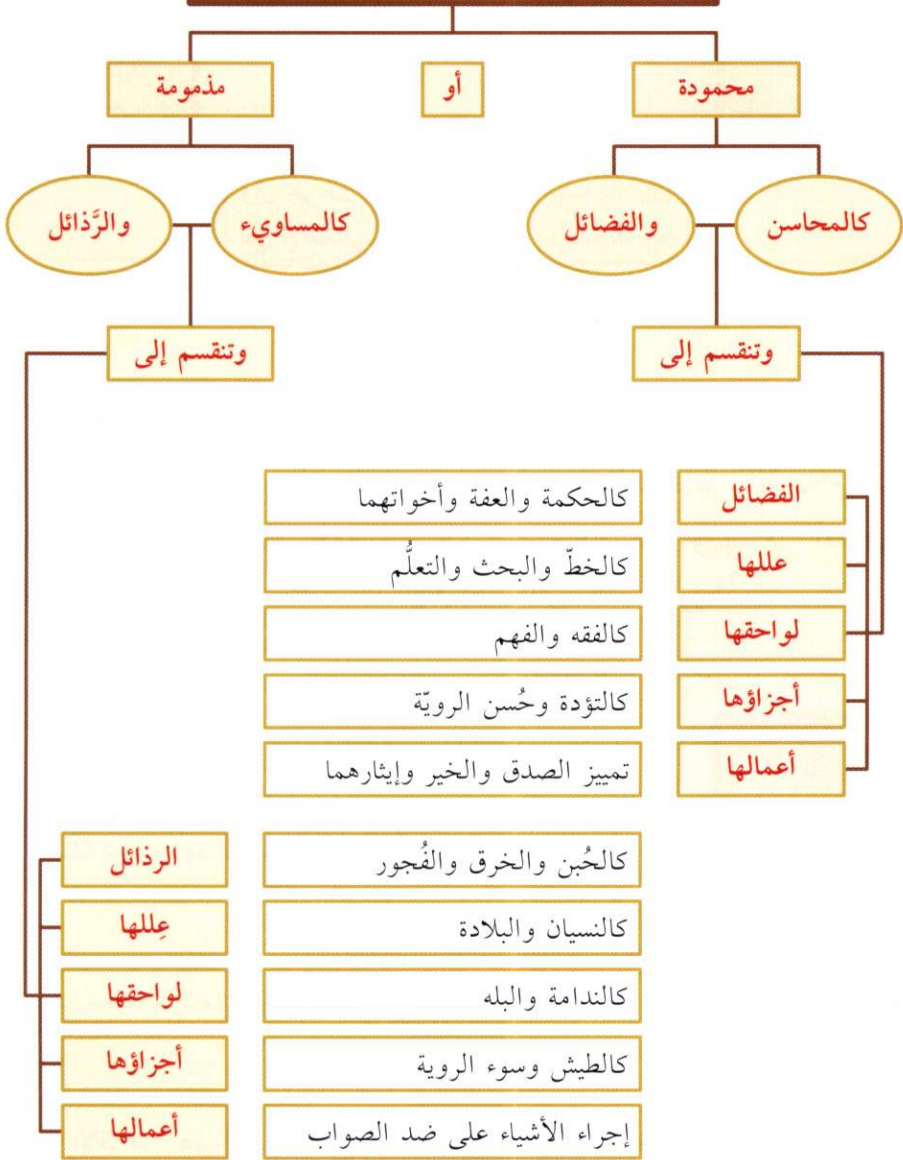 محمودة
أو
مذمومة
كالمحاسن
والفضائل
كالمساويء
والرَّذائل
وتنقسم إلى
وتنقسم إلى
الفضائل
كالحكمة والعفة وأخواتهما
عللها
كالخطّ والبحث والتعلُّم
لواحقها
كالفقه والفهم
أجزاؤها
كالتؤدة وحُسن الرويّة
أعمالها
تمييز الصدق والخير وإيثارهما
الرذائل
كالخُبن والخرق والفُجور
عِللها
كالنسيان والبلادة
لواحقها
كالندامة والبله
أجزاؤها
كالطيش وسوء الروية
أعمالها
إجراء الأشياء على ضد الصواب